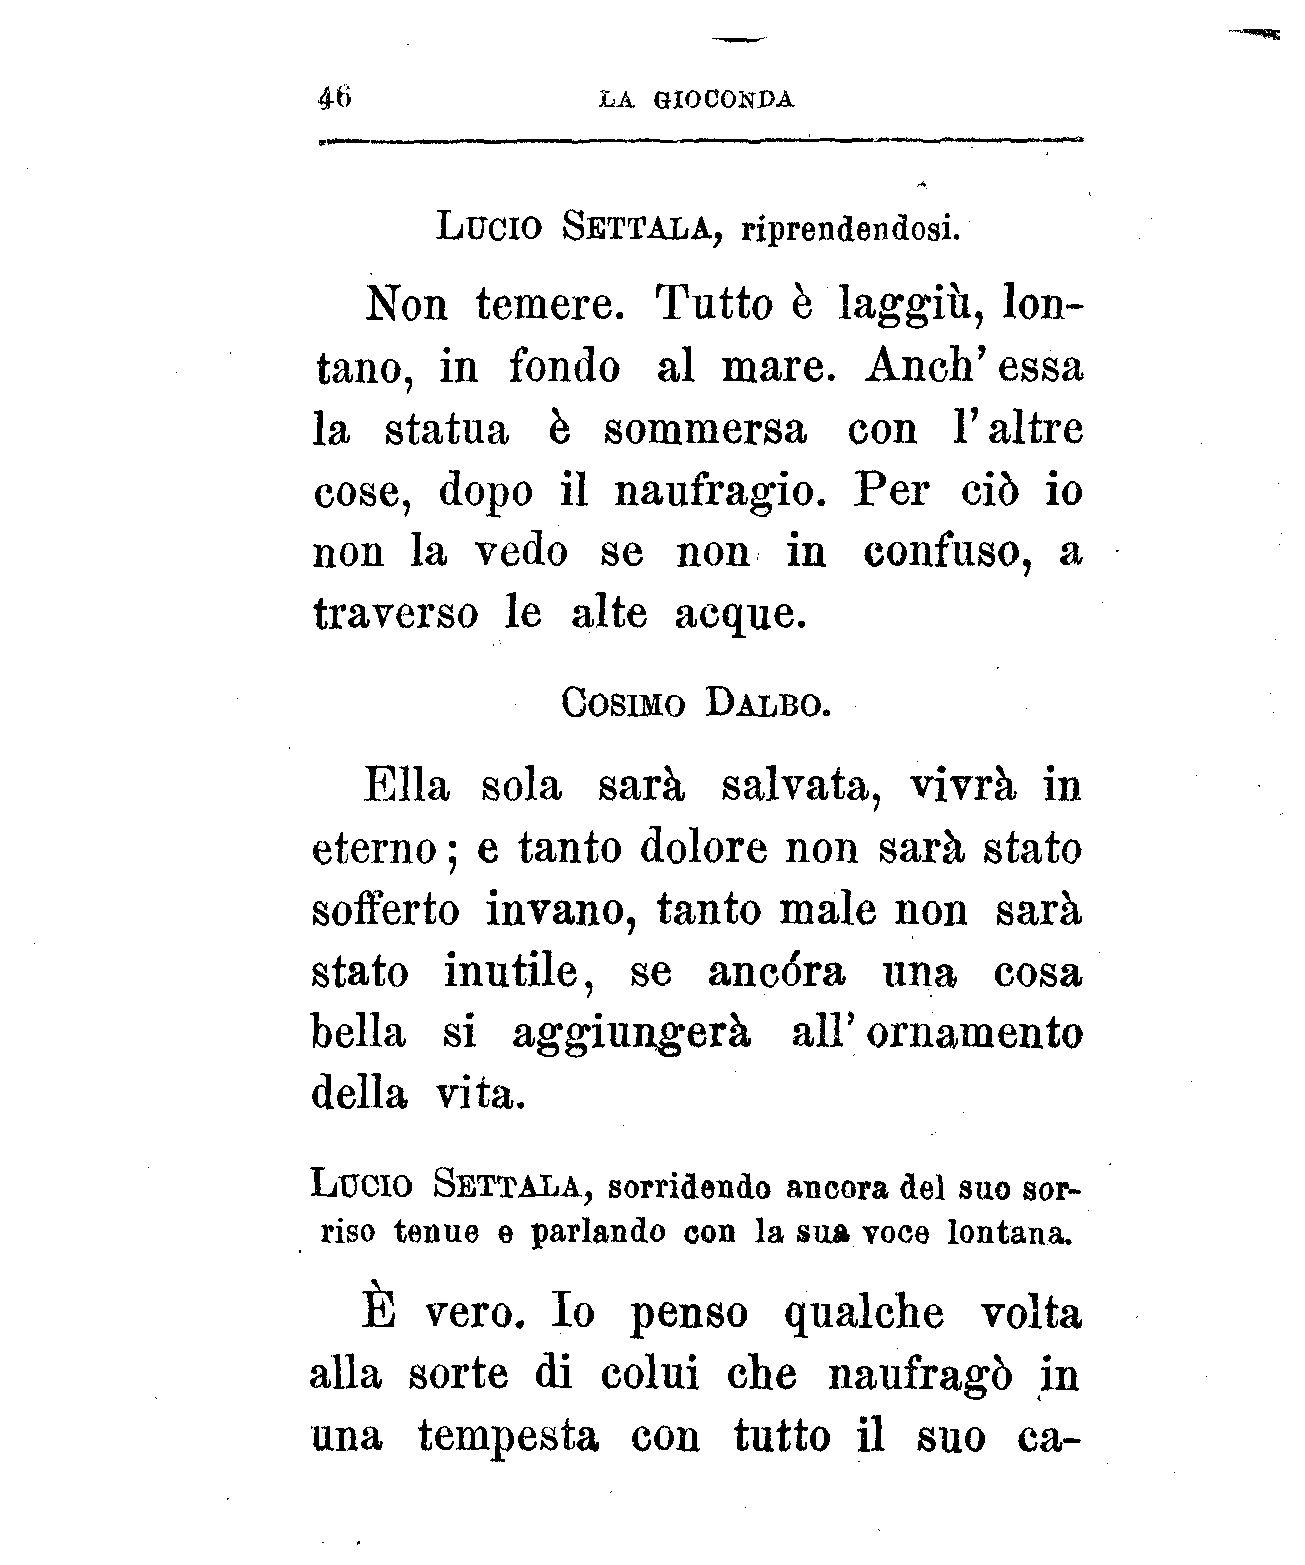 46 LA GIOCONDA
LUCIO SETTALA, riprendendosi.
Non temere. Tutto è laggiù, lon-
tano, in fondo al mare. Anch' essa
la statua è sommersa con l' altre
cose, dopo il naufragio. Per ciò io
non la vedo se non in confuso, a
traverso le alte acque.
COSIMO DALBO.
Ella sola sarà salvata, vivrà in
eterno; e tanto dolore non sarà stato
sofferto invano, tanto male non sarà
stato inutile, se ancóra una cosa
bella si aggiungerà all' ornamento
della vita.
LUCIO SETTALA, sorridendo ancora del suo sor-
riso tenue e parlando con la sua voce lontana.
È vero. Io penso qualche volta
alla sorte di colui che naufragò in
una tempesta con tutto il suo ca-